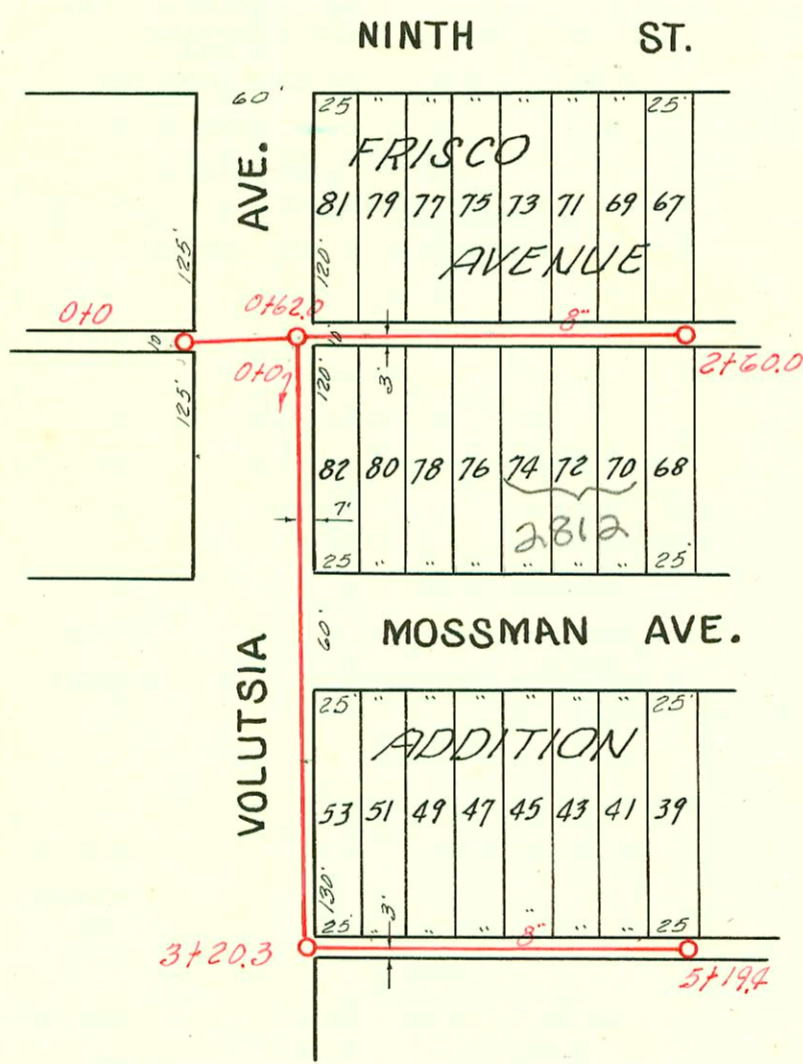 NINTH ST.
60'
25 " " " " " " 25'
AVE.
FRISCO
125'
81 79 77 75 73 71 69 67
120'
AVENUE
0+0
0+62.0
8"
10' 10'
2+60.0
0+0
120'
3'
125'
82 80 78 76 74 72 70 68
7'
2812
25 " " " " " " 25'
60'
MOSSMAN AVE.
VOLUTSIA
25' " " " " " " 25'
ADDITION
53 51 49 47 45 43 41 39
130'
3'
25' " " " " " " 25
8"
3+20.3
5+19.4